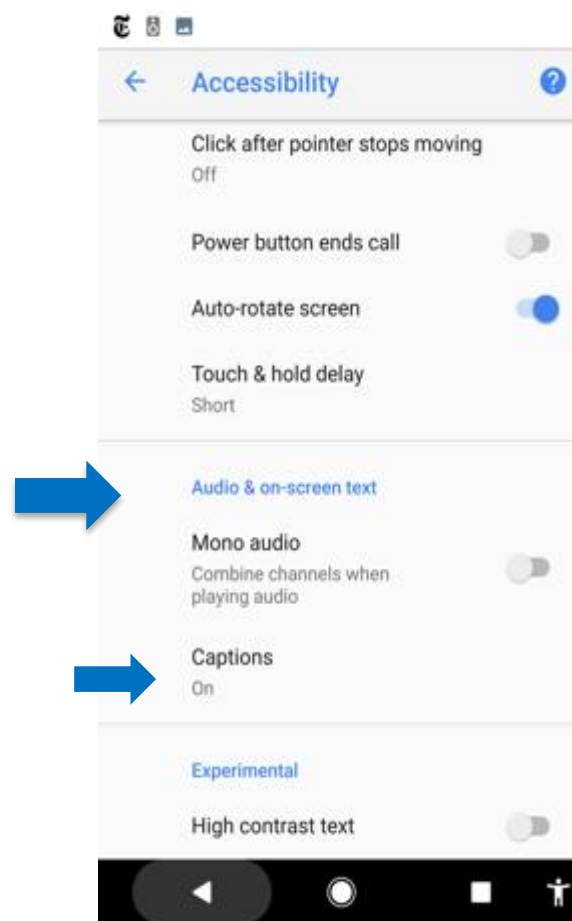 Accessibility
Click after pointer stops moving
Off
Power button ends call
Auto-rotate screen
Touch & hold delay
Short
Audio & on-screen text
Mono audio
Combine channels when
playing audio
Captions
On
Experimental
High contrast text